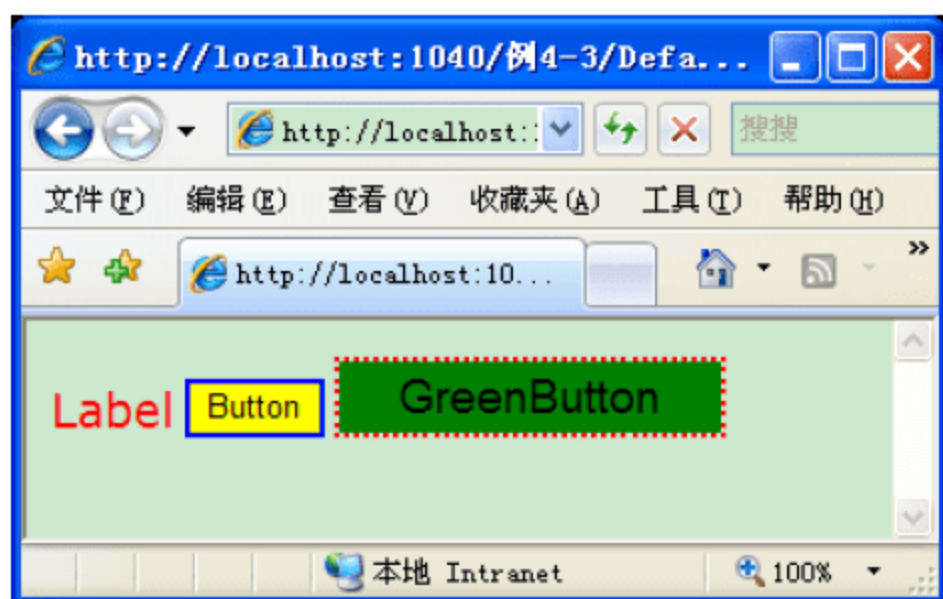 http://localhost:1040/例4-3/Defa...
http://localhost:: 搜搜
文件(F) 编辑(E) 查看(V) 收藏夹(A) 工具(T) 帮助(H)
http://localhost:10... »
Label Button GreenButton
本地 Intranet 100%